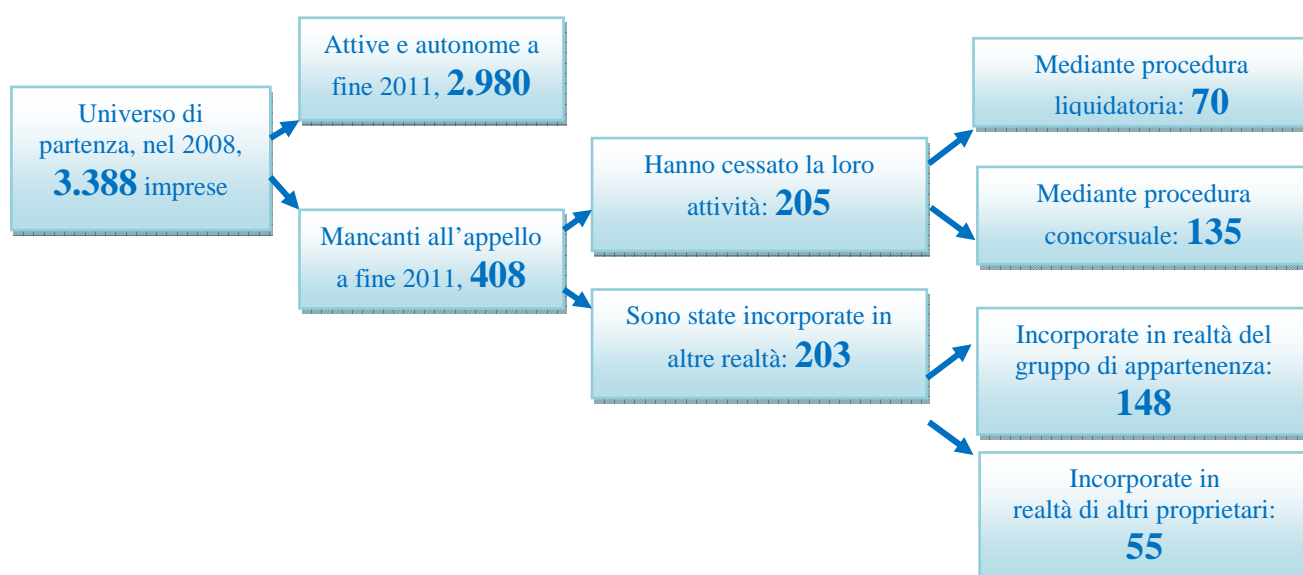 Universo di
partenza, nel 2008,
3.388 imprese
Attive e autonome a
fine 2011, 2.980
Mancanti all’appello
a fine 2011, 408
Hanno cessato la loro
attività: 205
Sono state incorporate in
altre realtà: 203
Mediante procedura
liquidatoria: 70
Mediante procedura
concorsuale: 135
Incorporate in realtà del
gruppo di appartenenza:
148
Incorporate in
realtà di altri proprietari:
55